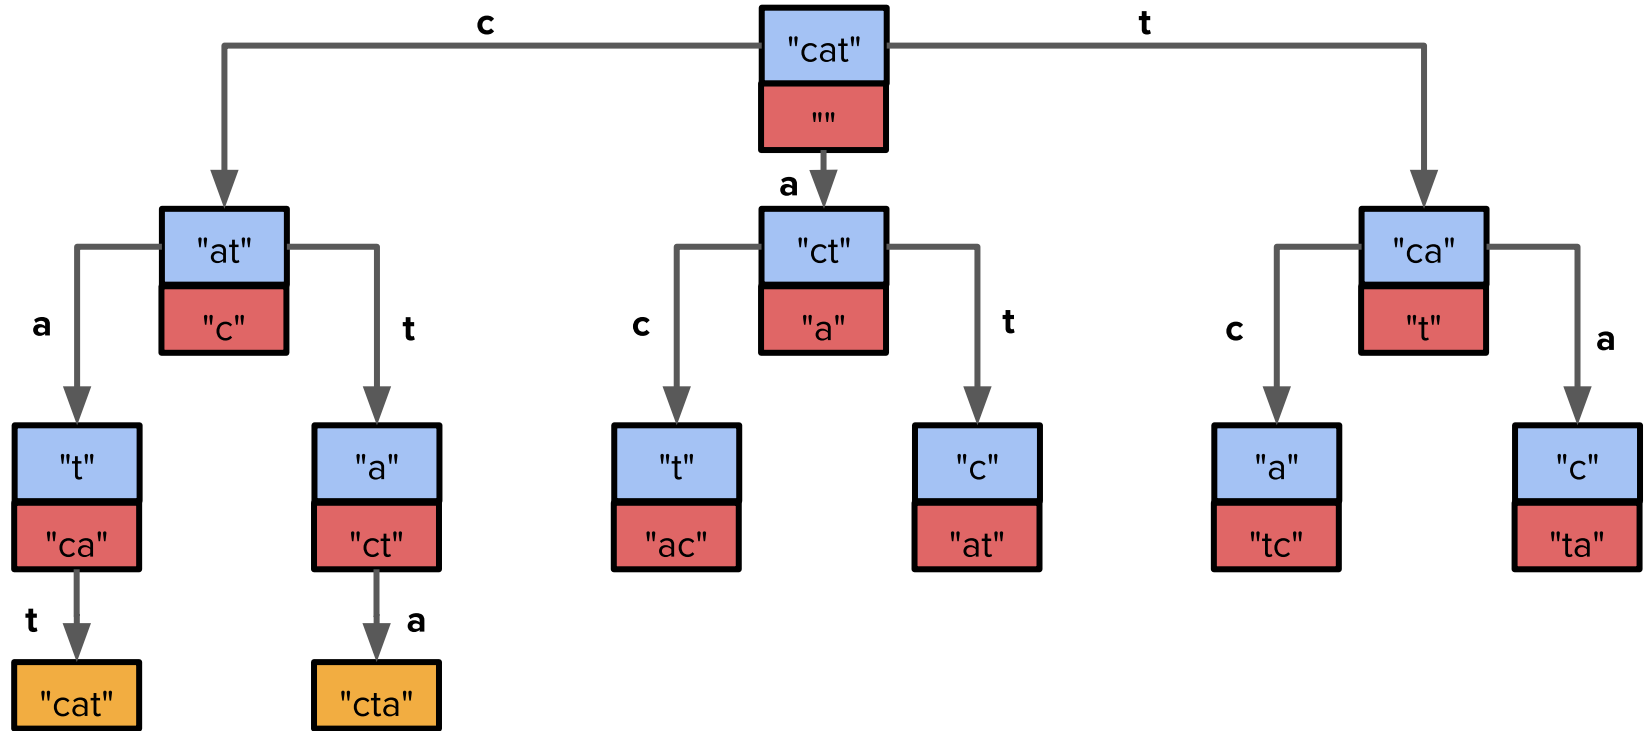 c
t
"cat"
""
a
"at"
"c"
"ct"
"a"
"ca"
"t"
a
t
c
t
c
a
"t"
"ca"
"a"
"ct"
"t"
"ac"
"c"
"at"
"a"
"tc"
"c"
"ta"
t
a
"cat"
"cta"